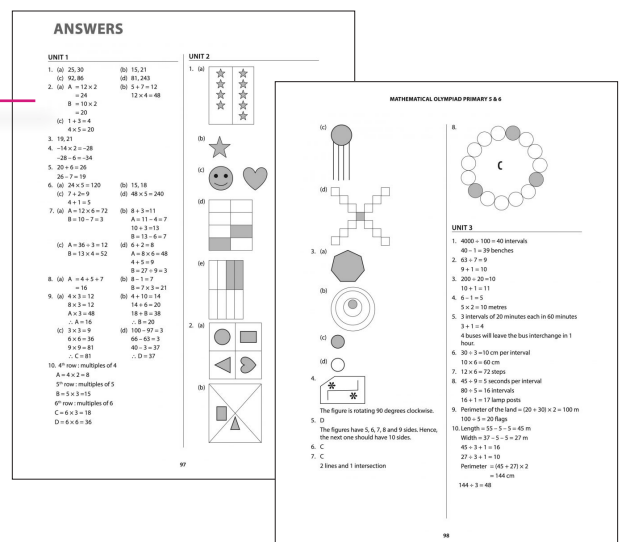 ANSWERS
UNIT 1
1. (a) 25, 30 (b) 15, 21
(c) 92, 86 (d) 81, 243
2. (a) A = 12 × 2 (b) 5 + 7 = 12
= 24 12 × 4 = 48
B = 10 × 2
= 20
(c) 1 + 3 = 4
4 × 5 = 20
3. 19, 21
4. –14 × 2 = –28
–28 – 6 = –34
5. 20 + 6 = 26
26 – 7 = 19
6. (a) 24 × 5 = 120 (b) 15, 18
(c) 7 + 2= 9 (d) 48 × 5 = 240
4 + 1 = 5
7. (a) A = 12 × 6 = 72 (b) 8 + 3 =11
B = 10 – 7 = 3 A = 11 – 4 = 7
10 + 3 =13
B = 13 – 6 = 7
(c) A = 36 ÷ 3 = 12 (d) 6 + 2 = 8
B = 13 × 4 = 52 A = 8 × 6 = 48
4 + 5 = 9
B = 27 ÷ 9 = 3
8. (a) A = 4 + 5 + 7 (b) 8 – 1 = 7
= 16 B = 7 × 3 = 21
9. (a) 4 × 3 = 12 (b) 4 + 10 = 14
8 × 3 = 12 14 + 6 = 20
A × 3 = 48 18 + B = 38
∴ A = 16 ∴ B = 20
(c) 3 × 3 = 9 (d) 100 – 97 = 3
6 × 6 = 36 66 – 63 = 3
9 × 9 = 81 40 – 3 = 37
∴ C = 81 ∴ D = 37
10. 4th row : multiples of 4
A = 4 × 2 = 8
5th row : multiples of 5
B = 5 × 3 =15
6th row : multiples of 6
C = 6 × 3 = 18
D = 6 × 6 = 36
UNIT 2
1. (a)
(b)
(c)
(d)
(e)
2. (a)
(b)
97
MATHEMATICAL OLYMPIAD PRIMARY 5 & 6
(c)
(d)
3. (a)
(b)
(c)
(d)
4.
The figure is rotating 90 degrees clockwise.
5. D
The figures have 5, 6, 7, 8 and 9 sides. Hence,
the next one should have 10 sides.
6. C
7. C
2 lines and 1 intersection
8.
C
UNIT 3
1. 4000 ÷ 100 = 40 intervals
40 – 1 = 39 benches
2. 63 ÷ 7 = 9
9 + 1 = 10
3. 200 ÷ 20 =10
10 + 1 = 11
4. 6 – 1 = 5
5 × 2 = 10 metres
5. 3 intervals of 20 minutes each in 60 minutes
3 + 1 = 4
4 buses will leave the bus interchange in 1
hour.
6. 30 ÷ 3 =10 cm per interval
10 × 6 = 60 cm
7. 12 × 6 = 72 steps
8. 45 ÷ 9 = 5 seconds per interval
80 ÷ 5 = 16 intervals
16 + 1 = 17 lamp posts
9. Perimeter of the land = (20 + 30) × 2 = 100 m
100 ÷ 5 = 20 flags
10. Length = 55 – 5 – 5 = 45 m
Width = 37 – 5 – 5 = 27 m
45 ÷ 3 + 1 = 16
27 ÷ 3 + 1 = 10
Perimeter = (45 + 27) × 2
= 144 cm
144 ÷ 3 = 48
98